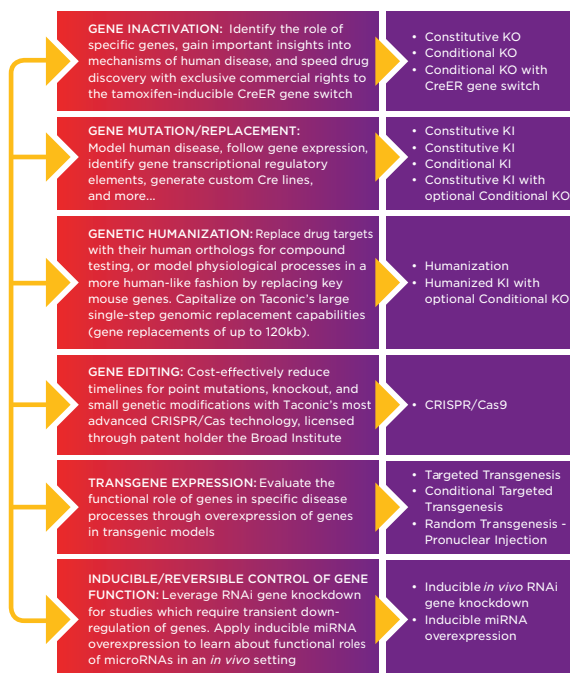 GENE INACTIVATION: Identify the role of
specific genes, gain important insights into
mechanisms of human disease, and speed drug
discovery with exclusive commercial rights to
the tamoxifen-inducible CreER gene switch
• Constitutive KO
• Conditional KO
• Conditional KO with
CreER gene switch
GENE MUTATION/REPLACEMENT:
Model human disease, follow gene expression,
identify gene transcriptional regulatory
elements, generate custom Cre lines,
and more...
• Constitutive KI
• Constitutive KI
• Conditional KI
• Constitutive KI with
optional Conditional KO
GENETIC HUMANIZATION: Replace drug targets
with their human orthologs for compound
testing, or model physiological processes in a
more human-like fashion by replacing key
mouse genes. Capitalize on Taconic's large
single-step genomic replacement capabilities
(gene replacements of up to 120kb).
• Humanization
• Humanized KI with
optional Conditional KO
GENE EDITING: Cost-effectively reduce
timelines for point mutations, knockout, and
small genetic modifications with Taconic's most
advanced CRISPR/Cas technology, licensed
through patent holder the Broad Institute
• CRISPR/Cas9
TRANSGENE EXPRESSION: Evaluate the
functional role of genes in specific disease
processes through overexpression of genes
in transgenic models
• Targeted Transgenesis
• Conditional Targeted
Transgenesis
• Random Transgenesis -
Pronuclear Injection
INDUCIBLE/REVERSIBLE CONTROL OF GENE
FUNCTION: Leverage RNAi gene knockdown
for studies which require transient down-
regulation of genes. Apply inducible miRNA
overexpression to learn about functional roles
of microRNAs in an in vivo setting
• Inducible in vivo RNAi
gene knockdown
• Inducible miRNA
overexpression